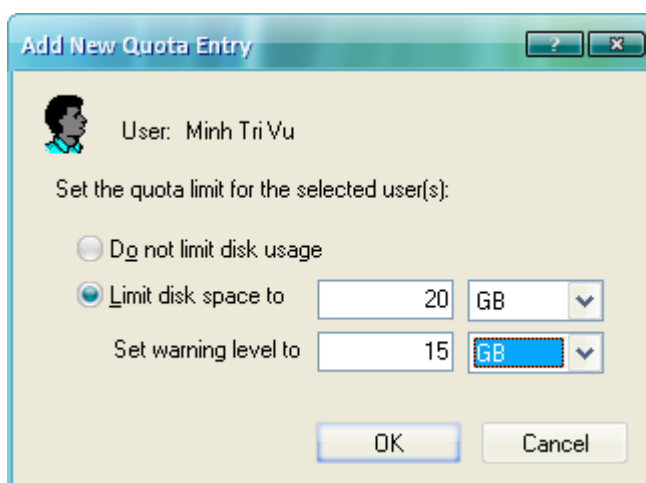 Add New Quota Entry
User: Minh Tri Vu
Set the quota limit for the selected user(s):
Do not limit disk usage
Limit disk space to 20 GB
Set warning level to 15 GB
OK Cancel